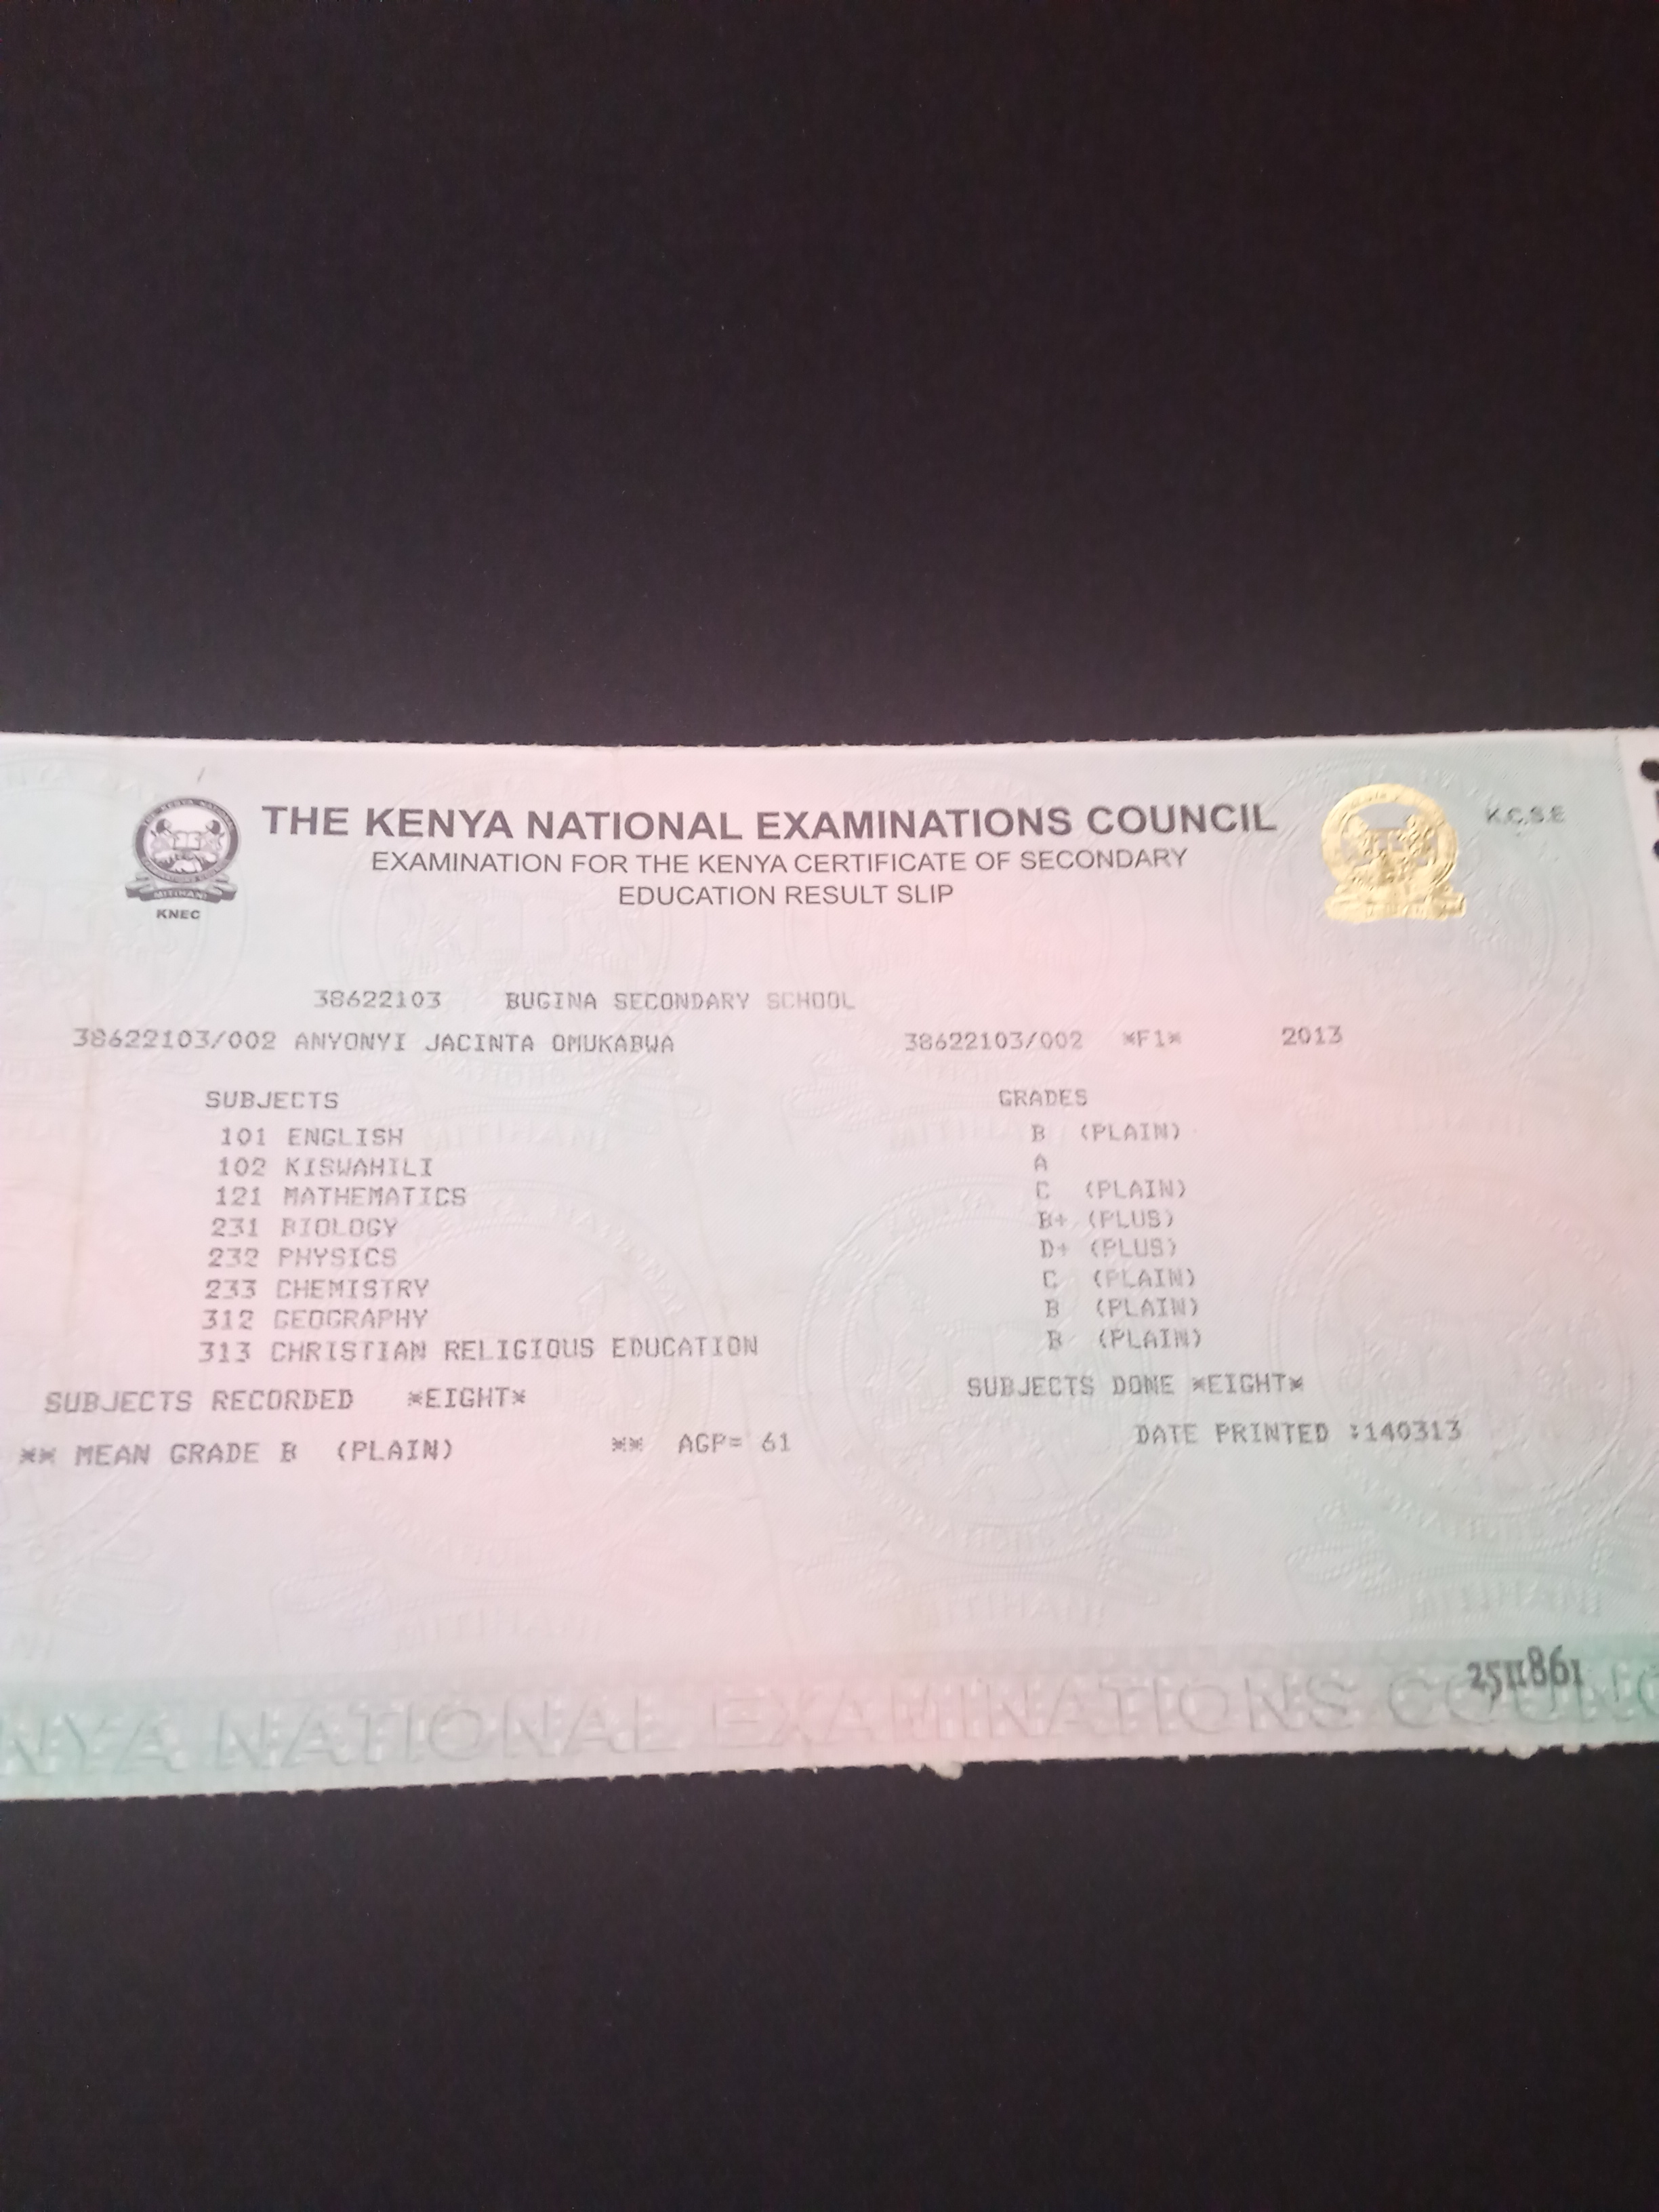 THE KENYA NATIONAL EXAMINATIONS COUNCIL
K.C.S.E
EXAMINATION FOR THE KENYA CERTIFICATE OF SECONDARY
EDUCATION RESULT SLIP
MITIHANI
KNEC
38622103 BUGINA SECONDARY SCHOOL
38622103/002 ANYONYI JACINTA OMUKABWA 38622103/002 *F1* 2013
SUBJECTS GRADES
101 ENGLISH B (PLAIN)
102 KISWAHILI A
121 MATHEMATICS C (PLAIN)
231 BIOLOGY B+ (PLUS)
232 PHYSICS D+ (PLUS)
233 CHEMISTRY C (PLAIN)
312 GEOGRAPHY B (PLAIN)
313 CHRISTIAN RELIGIOUS EDUCATION B (PLAIN)
SUBJECTS RECORDED *EIGHT* SUBJECTS DONE *EIGHT*
** MEAN GRADE B (PLAIN) ** AGP= 61 DATE PRINTED :140313
2511861
NYA NATIONAL EXAMINATIONS COUNC